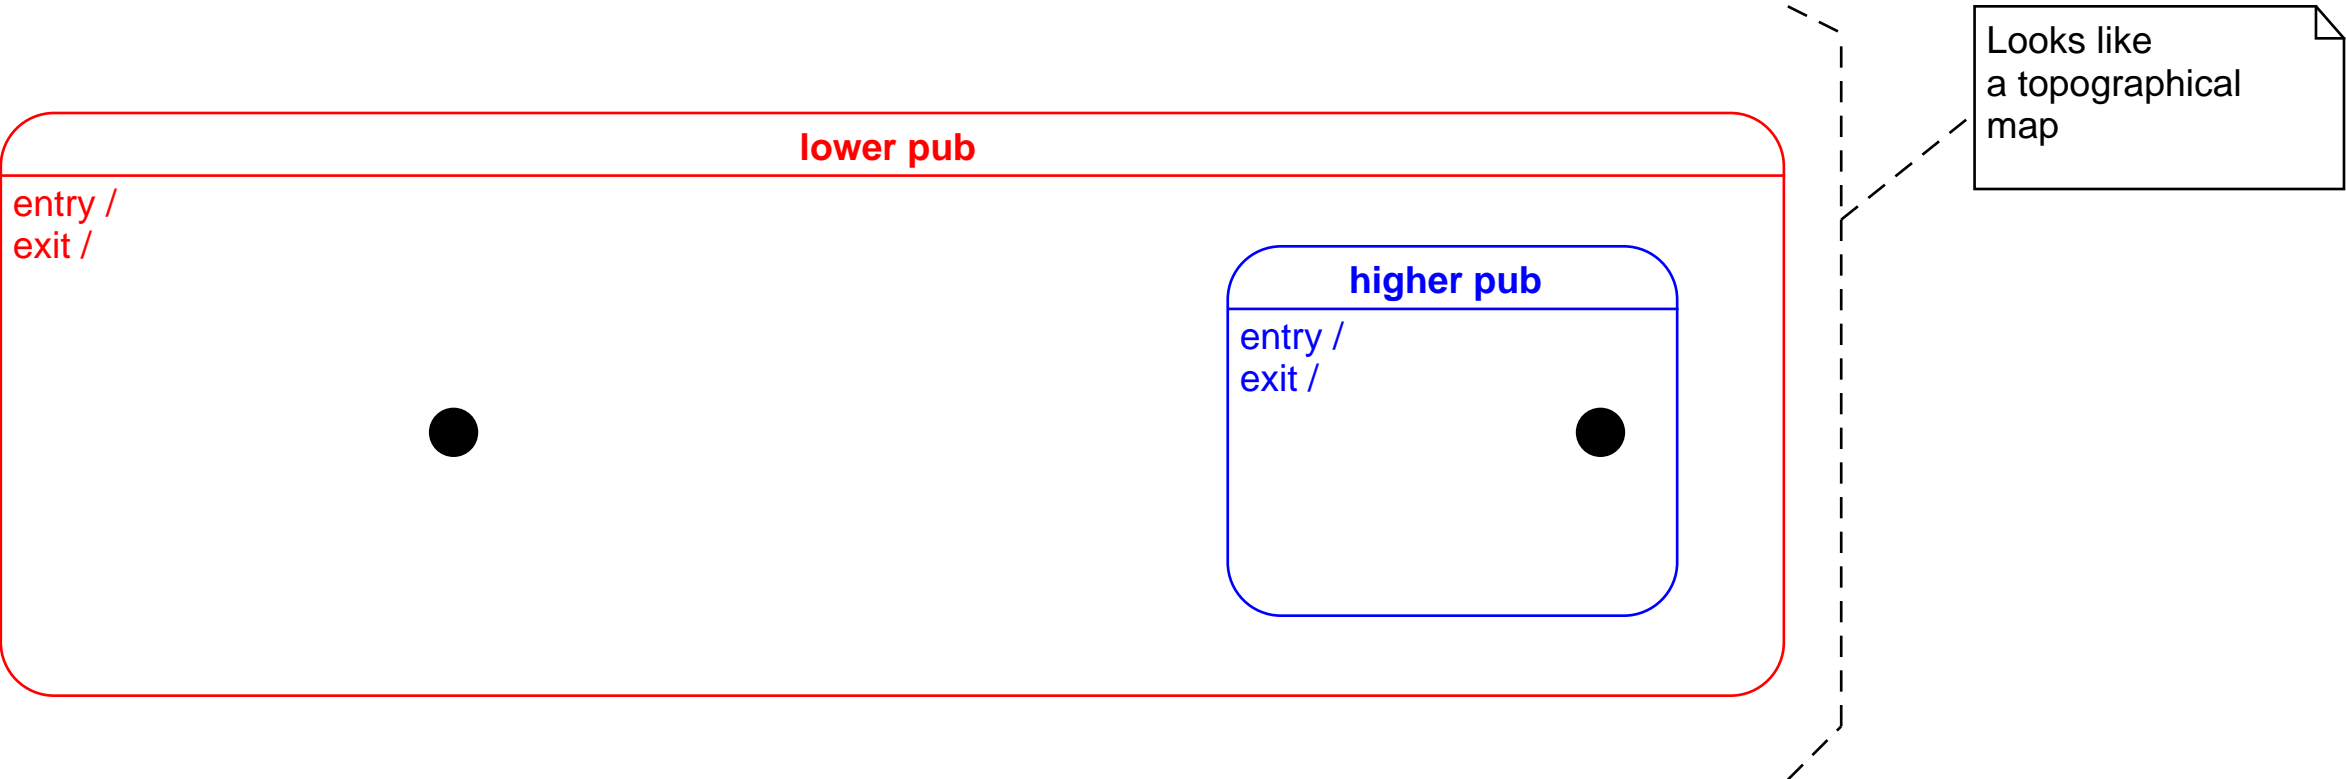 Looks like
a topographical
map
lower pub
entry /
exit /
higher pub
entry /
exit /